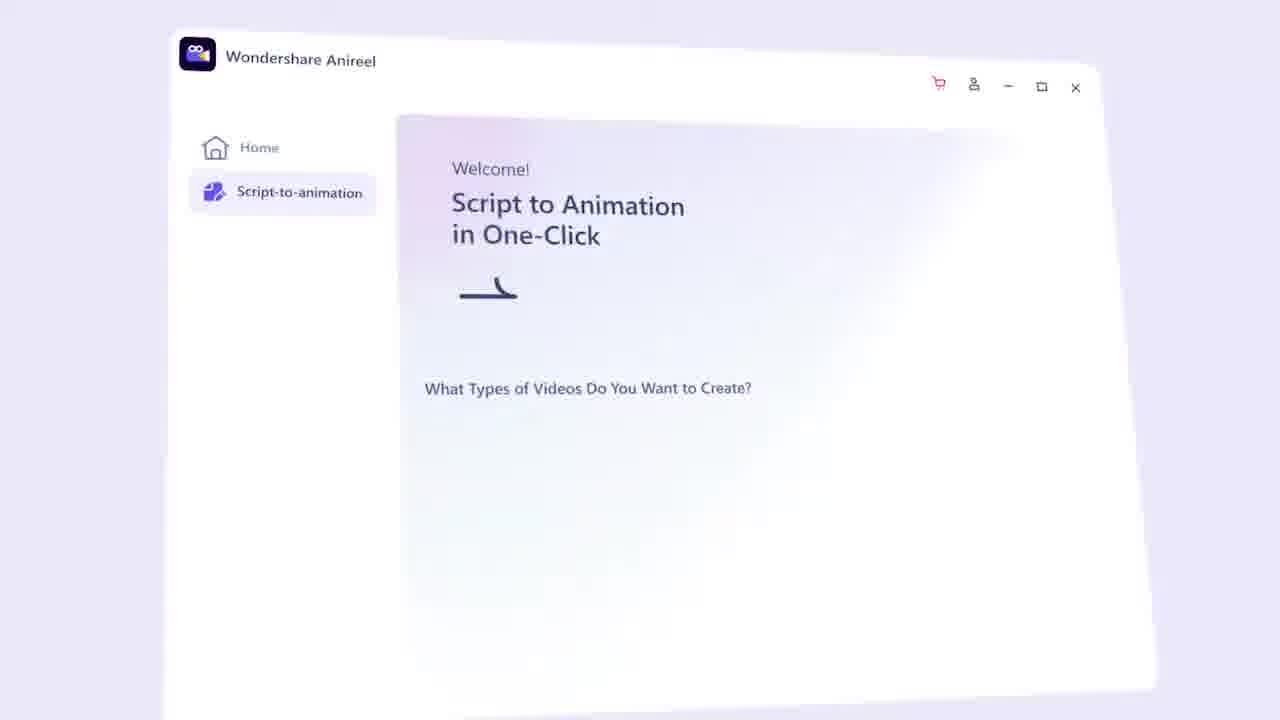 Wondershare Anireel
Home
Script-to-animation
Welcome!
Script to Animation
in One-Click
What Types of Videos Do You Want to Create?